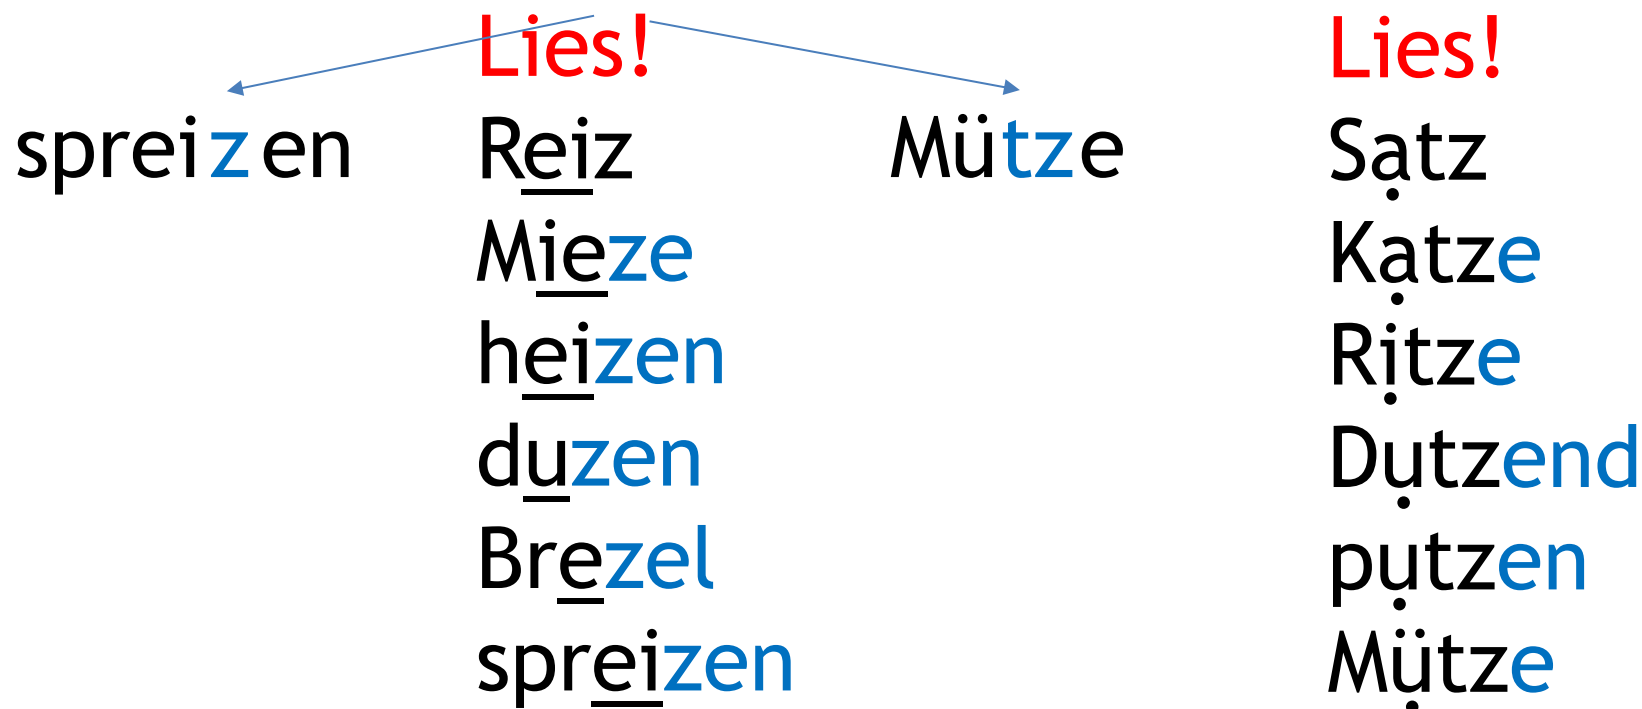 Lies! Lies!
spreizen Reiz Mütze Satz
Mieze Katze
heizen Ritze
duzen Dutzend
Brezel putzen
spreizen Mütze